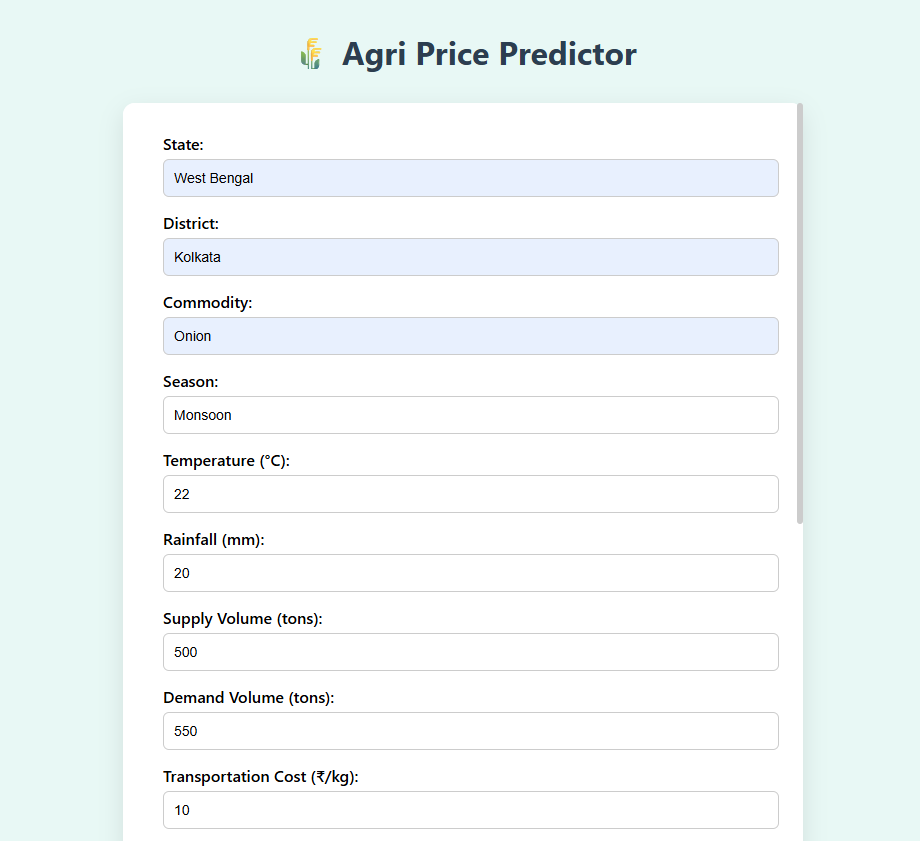 Agri Price Predictor
State:
West Bengal
District:
Kolkata
Commodity:
Onion
Season:
Monsoon
Temperature (°C):
22
Rainfall (mm):
20
Supply Volume (tons):
500
Demand Volume (tons):
550
Transportation Cost (₹/kg):
10